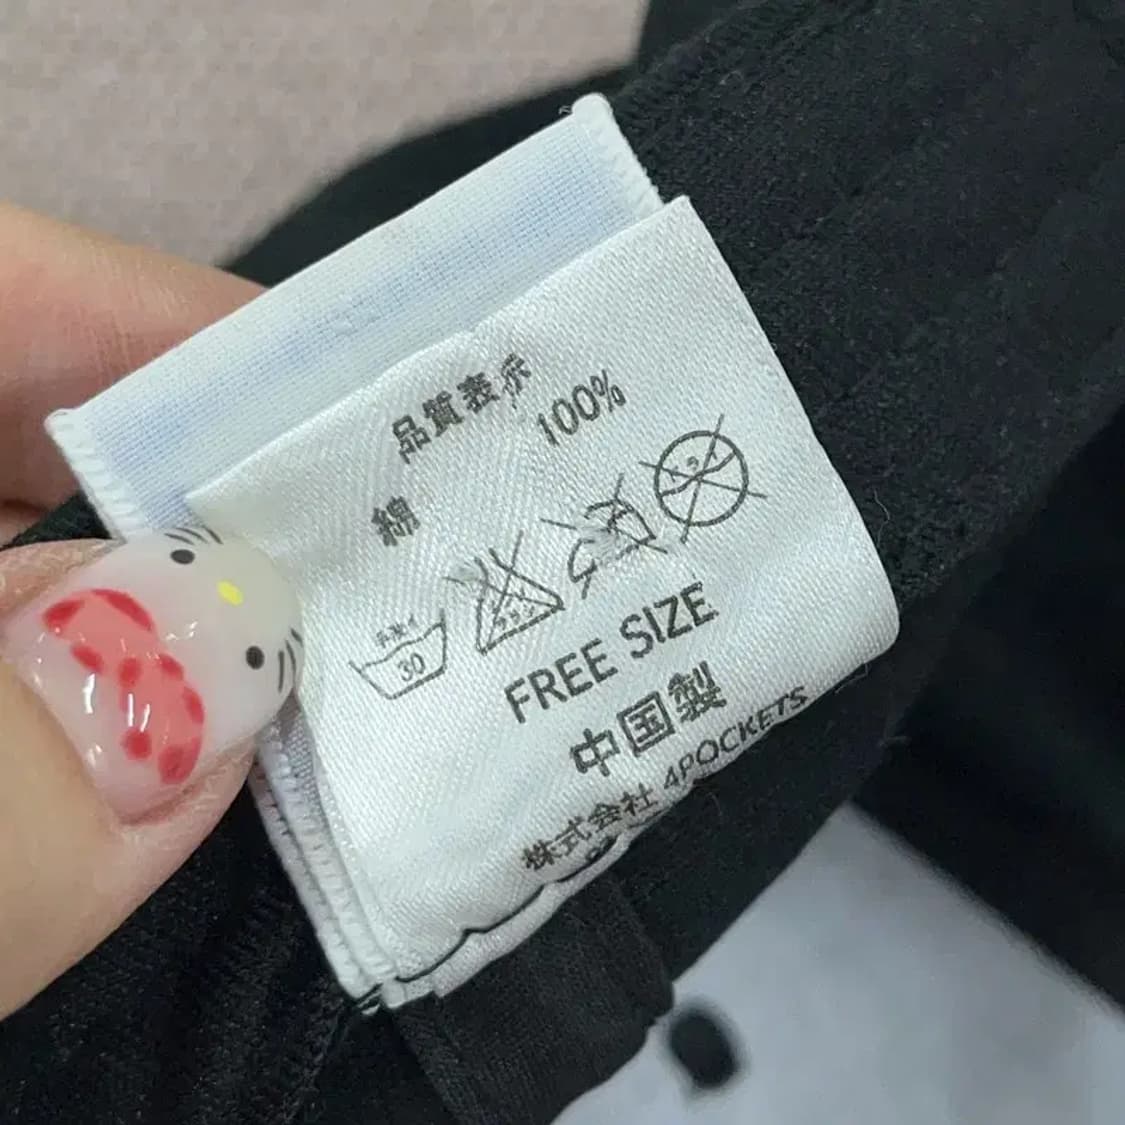 品質表示
綿 100%
手洗イ
30
FREE SIZE
中国製
株式会社 4POCKETS